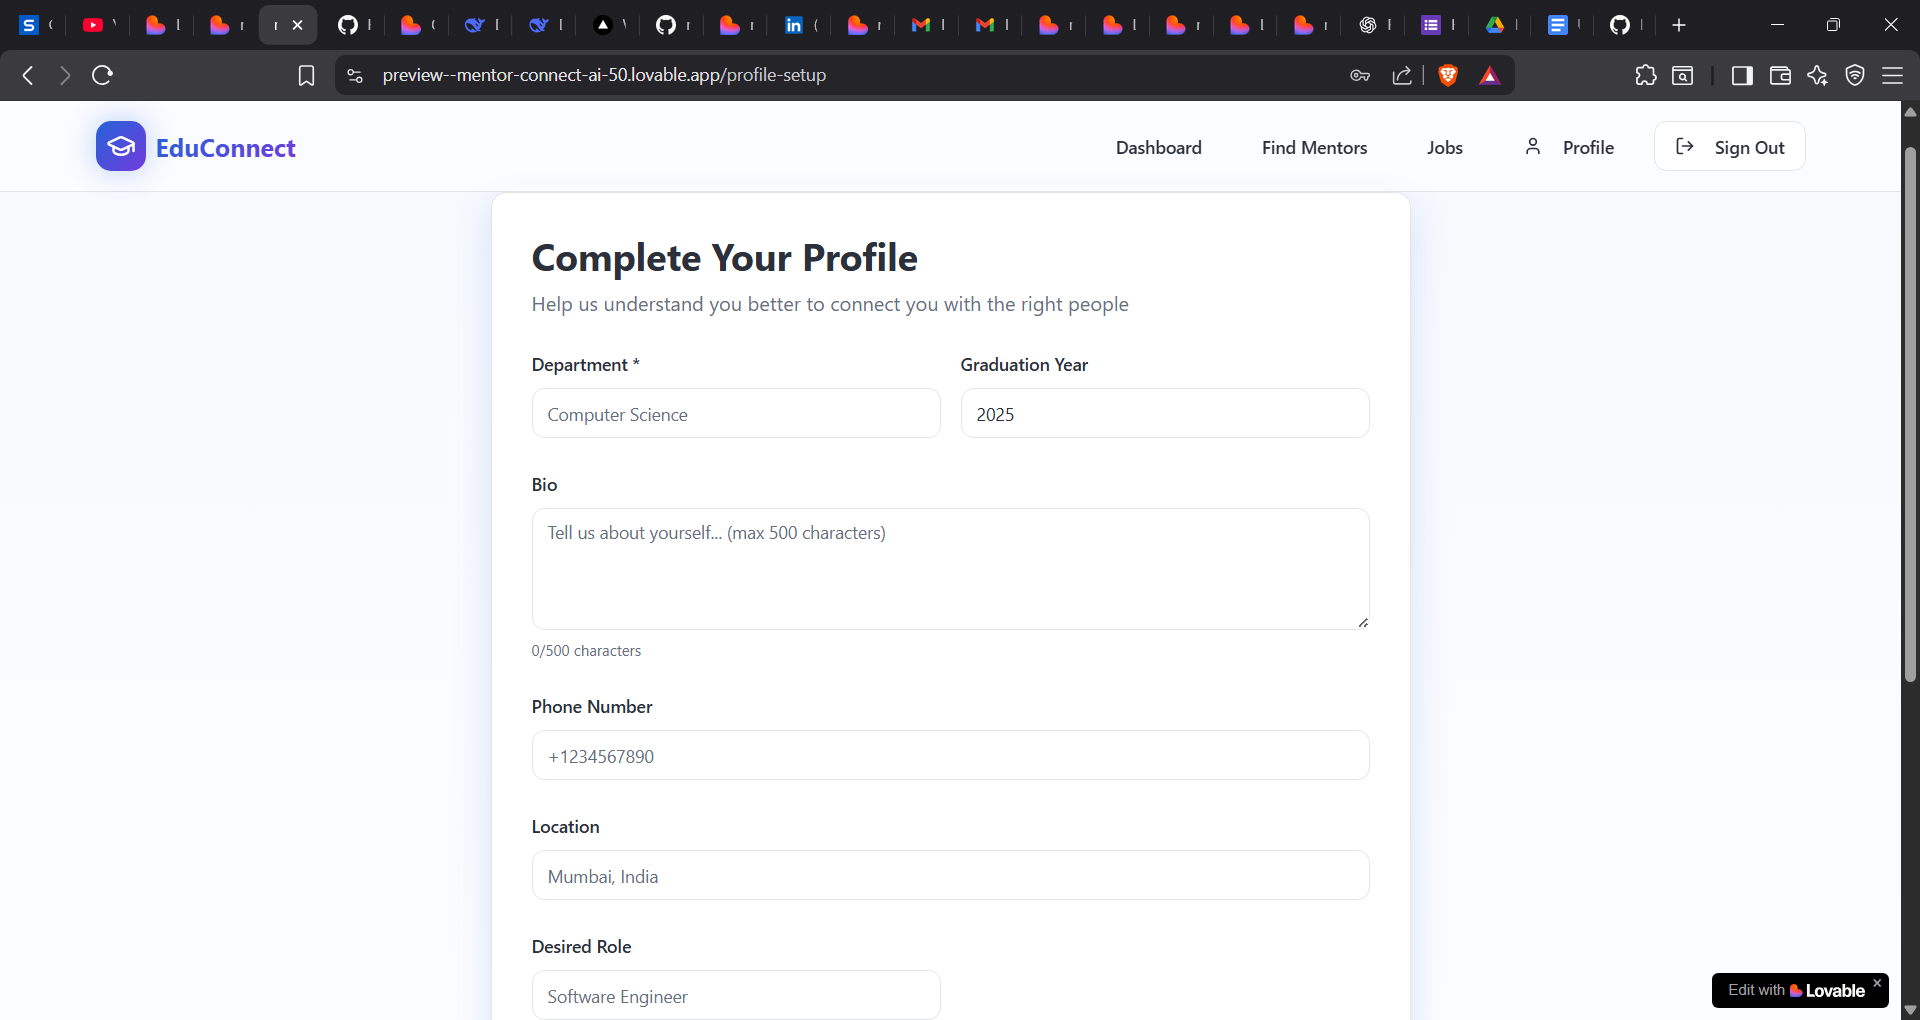 preview--mentor-connect-ai-50.lovable.app/profile-setup
EduConnect
Dashboard
Find Mentors
Jobs
Profile
Sign Out
Complete Your Profile
Help us understand you better to connect you with the right people
Department *
Graduation Year
Computer Science
2025
Bio
Tell us about yourself... (max 500 characters)
0/500 characters
Phone Number
+1234567890
Location
Mumbai, India
Desired Role
Software Engineer
Edit with Lovable